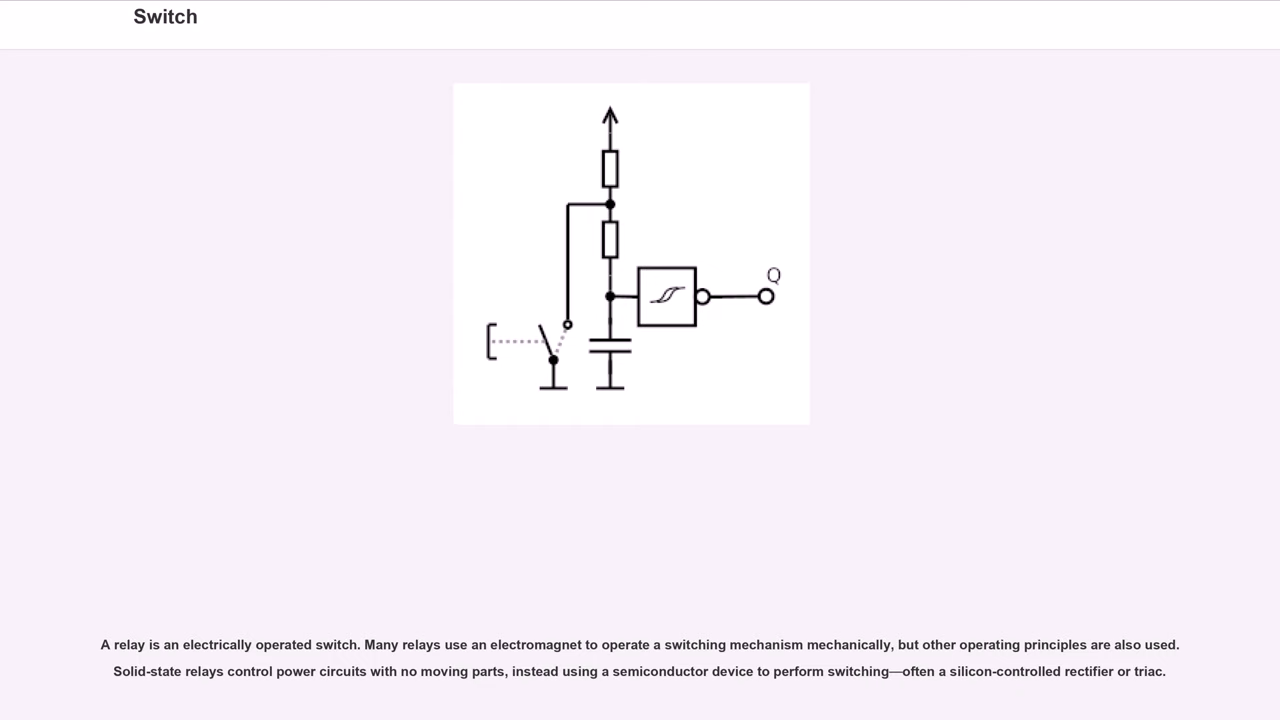 Switch
Q
A relay is an electrically operated switch. Many relays use an electromagnet to operate a switching mechanism mechanically, but other operating principles are also used.
Solid-state relays control power circuits with no moving parts, instead using a semiconductor device to perform switching—often a silicon-controlled rectifier or triac.